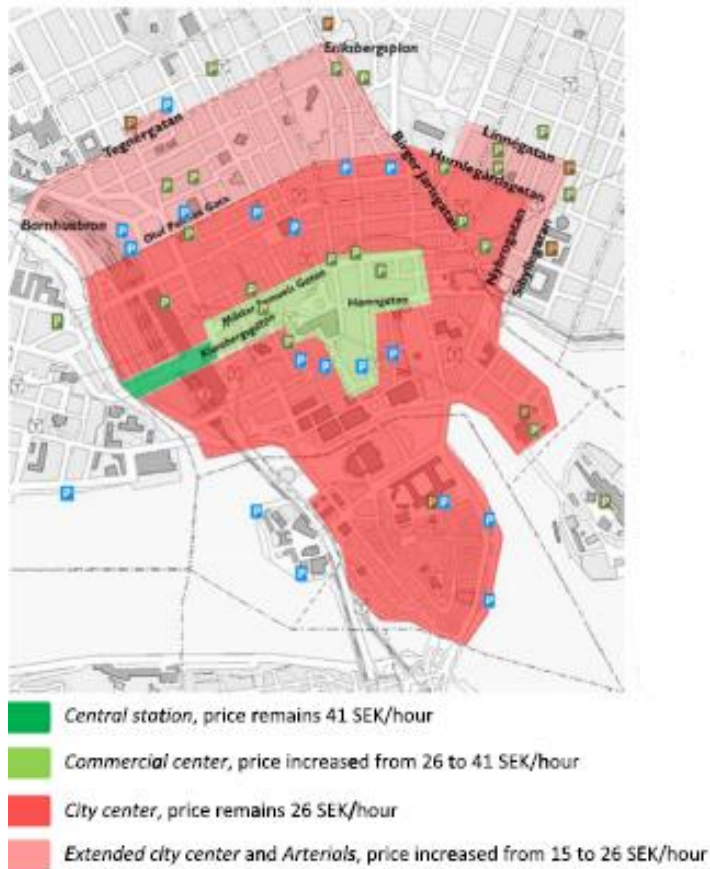 Eriksbergsplan
Tegnérgatan
Linnégatan
Humlegårdsgatan
Birger Jarlsgatan
Barnhusbron
Olof Palmes Gata
Nybrogatan
Mäster Samuels Gatan
Hamngatan
Klarabergsgatan
Central station, price remains 41 SEK/hour
Commercial center, price increased from 26 to 41 SEK/hour
City center, price remains 26 SEK/hour
Extended city center and Arterials, price increased from 15 to 26 SEK/hour